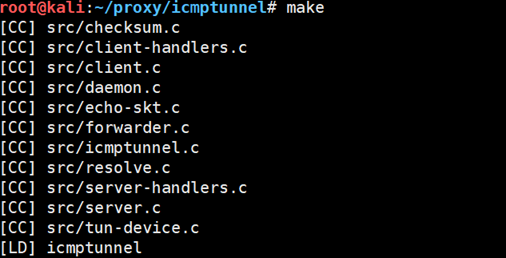 root@kali:~/proxy/icmptunnel# make
[CC] src/checksum.c
[CC] src/client-handlers.c
[CC] src/client.c
[CC] src/daemon.c
[CC] src/echo-skt.c
[CC] src/forwarder.c
[CC] src/icmptunnel.c
[CC] src/resolve.c
[CC] src/server-handlers.c
[CC] src/server.c
[CC] src/tun-device.c
[LD] icmptunnel